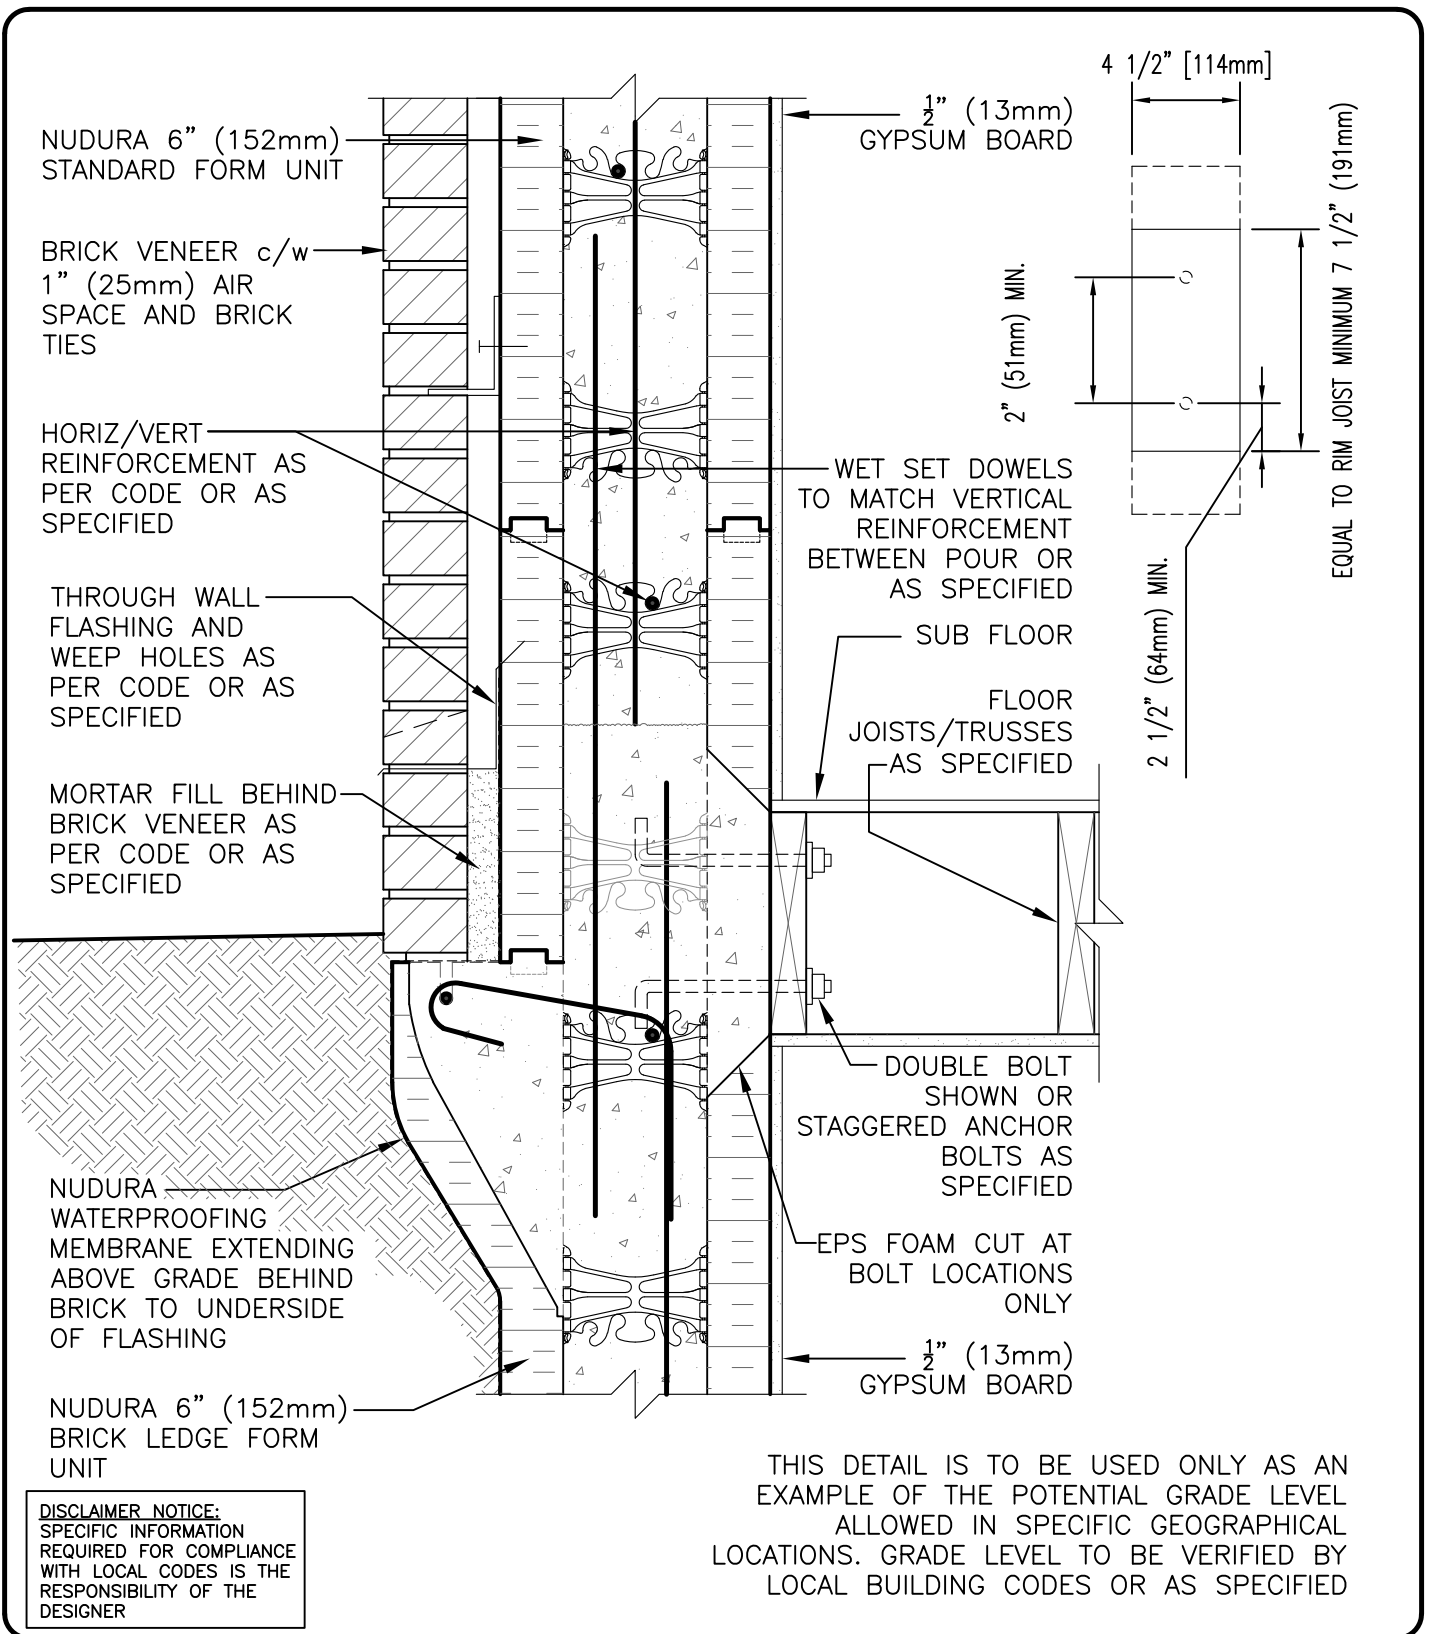 NUDURA 6” (152mm)
STANDARD FORM UNIT
BRICK VENEER c/w
1” (25mm) AIR
SPACE AND BRICK
TIES
HORIZ/VERT
REINFORCEMENT AS
PER CODE OR AS
SPECIFIED
THROUGH WALL
FLASHING AND
WEEP HOLES AS
PER CODE OR AS
SPECIFIED
MORTAR FILL BEHIND
BRICK VENEER AS
PER CODE OR AS
SPECIFIED
NUDURA
WATERPROOFING
MEMBRANE EXTENDING
ABOVE GRADE BEHIND
BRICK TO UNDERSIDE
OF FLASHING
NUDURA 6” (152mm)
BRICK LEDGE FORM
UNIT
DISCLAIMER NOTICE:
SPECIFIC INFORMATION
REQUIRED FOR COMPLIANCE
WITH LOCAL CODES IS THE
RESPONSIBILITY OF THE
DESIGNER
½” (13mm)
GYPSUM BOARD
WET SET DOWELS
TO MATCH VERTICAL
REINFORCEMENT
BETWEEN POUR OR
AS SPECIFIED
SUB FLOOR
FLOOR
JOISTS/TRUSSES
AS SPECIFIED
DOUBLE BOLT
SHOWN OR
STAGGERED ANCHOR
BOLTS AS
SPECIFIED
EPS FOAM CUT AT
BOLT LOCATIONS
ONLY
½” (13mm)
GYPSUM BOARD
4 1/2” [114mm]
2” (51mm) MIN.
2 1/2” (64mm) MIN.
EQUAL TO RIM JOIST MINIMUM 7 1/2” (191mm)
THIS DETAIL IS TO BE USED ONLY AS AN
EXAMPLE OF THE POTENTIAL GRADE LEVEL
ALLOWED IN SPECIFIC GEOGRAPHICAL
LOCATIONS. GRADE LEVEL TO BE VERIFIED BY
LOCAL BUILDING CODES OR AS SPECIFIED